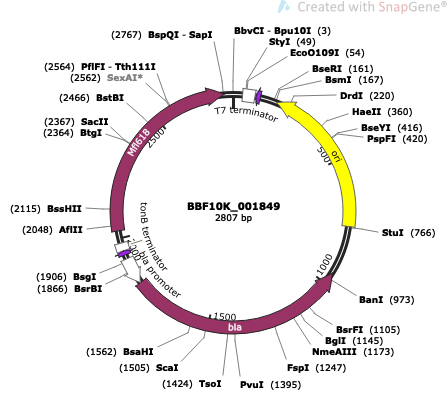 Created with SnapGene®
(2767) BspQI - SapI
BbvCI - Bpu10I (3)
StyI (49)
EcoO109I (54)
(2564) PflFI - Tth111I
(2562) SexAI*
BseRI (161)
BsmI (167)
(2466) BstBI
DrdI (220)
T7 terminator
HaeII (360)
(2367) SacII
BseYI (416)
(2364) BtgI
PspFI (420)
Mfl618
2500
500
ori
BBF10K_001849
2807 bp
(2115) BssHII
(2048) AflII
StuI (766)
tonB terminator
bla promoter
(1906) BsgI
(1866) BsrBI
1000
BanI (973)
1500
bla
BsrFI (1105)
BglI (1145)
NmeAIII (1173)
(1562) BsaHI
(1505) ScaI
FspI (1247)
(1424) TsoI
PvuI (1395)